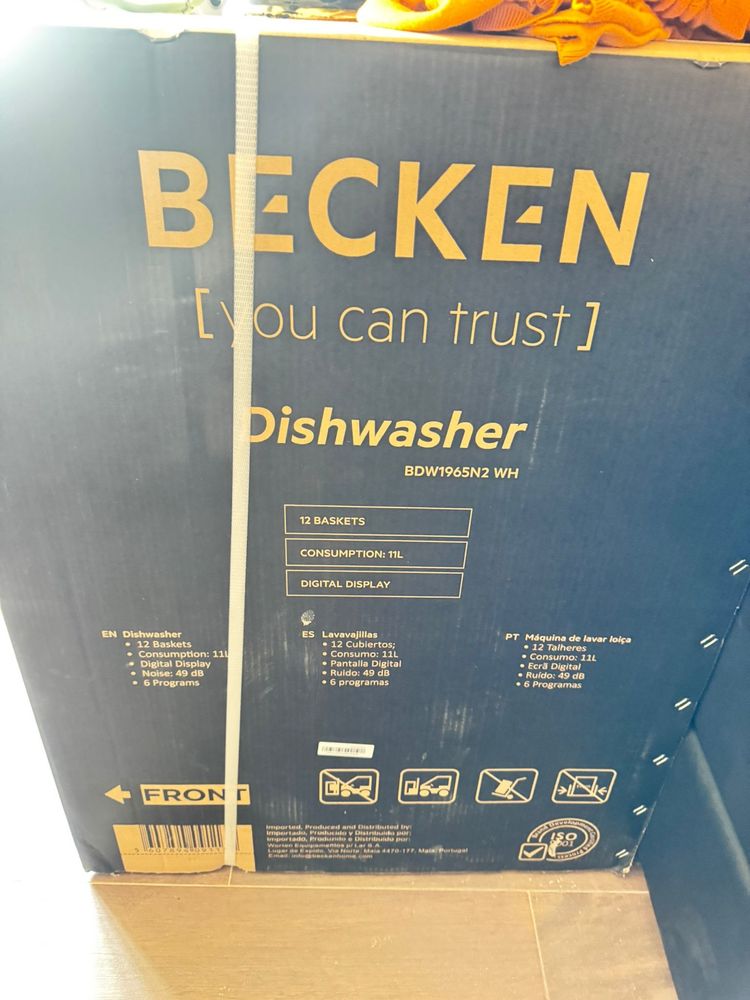 BECKEN
[you can trust]
Dishwasher
BDW1965N2 WH
12 BASKETS
CONSUMPTION: 11L
DIGITAL DISPLAY
EN Dishwasher
• 12 Baskets
• Consumption: 11L
• Digital Display
• Noise: 49 dB
• 6 Programs
ES Lavavajillas
• 12 Cubiertos;
• Consumo: 11L
• Pantalla Digital
• Ruido: 49 dB
• 6 programas
PT Máquina de lavar loiça
• 12 Talheres
• Consumo: 11L
• Ecrã Digital
• Ruído: 49 dB
• 6 Programas
FRONT
Imported, Produced and Distributed by:
Importado, Producido y Distribuido por:
Importado, Produzido e Distribuído por:
Worten Equipamentos p/ Lar S.A.
Lugar de Espido, Via Norte, Maia 4470-177, Maia, Portugal
Email: info@beckenhome.com
ISO